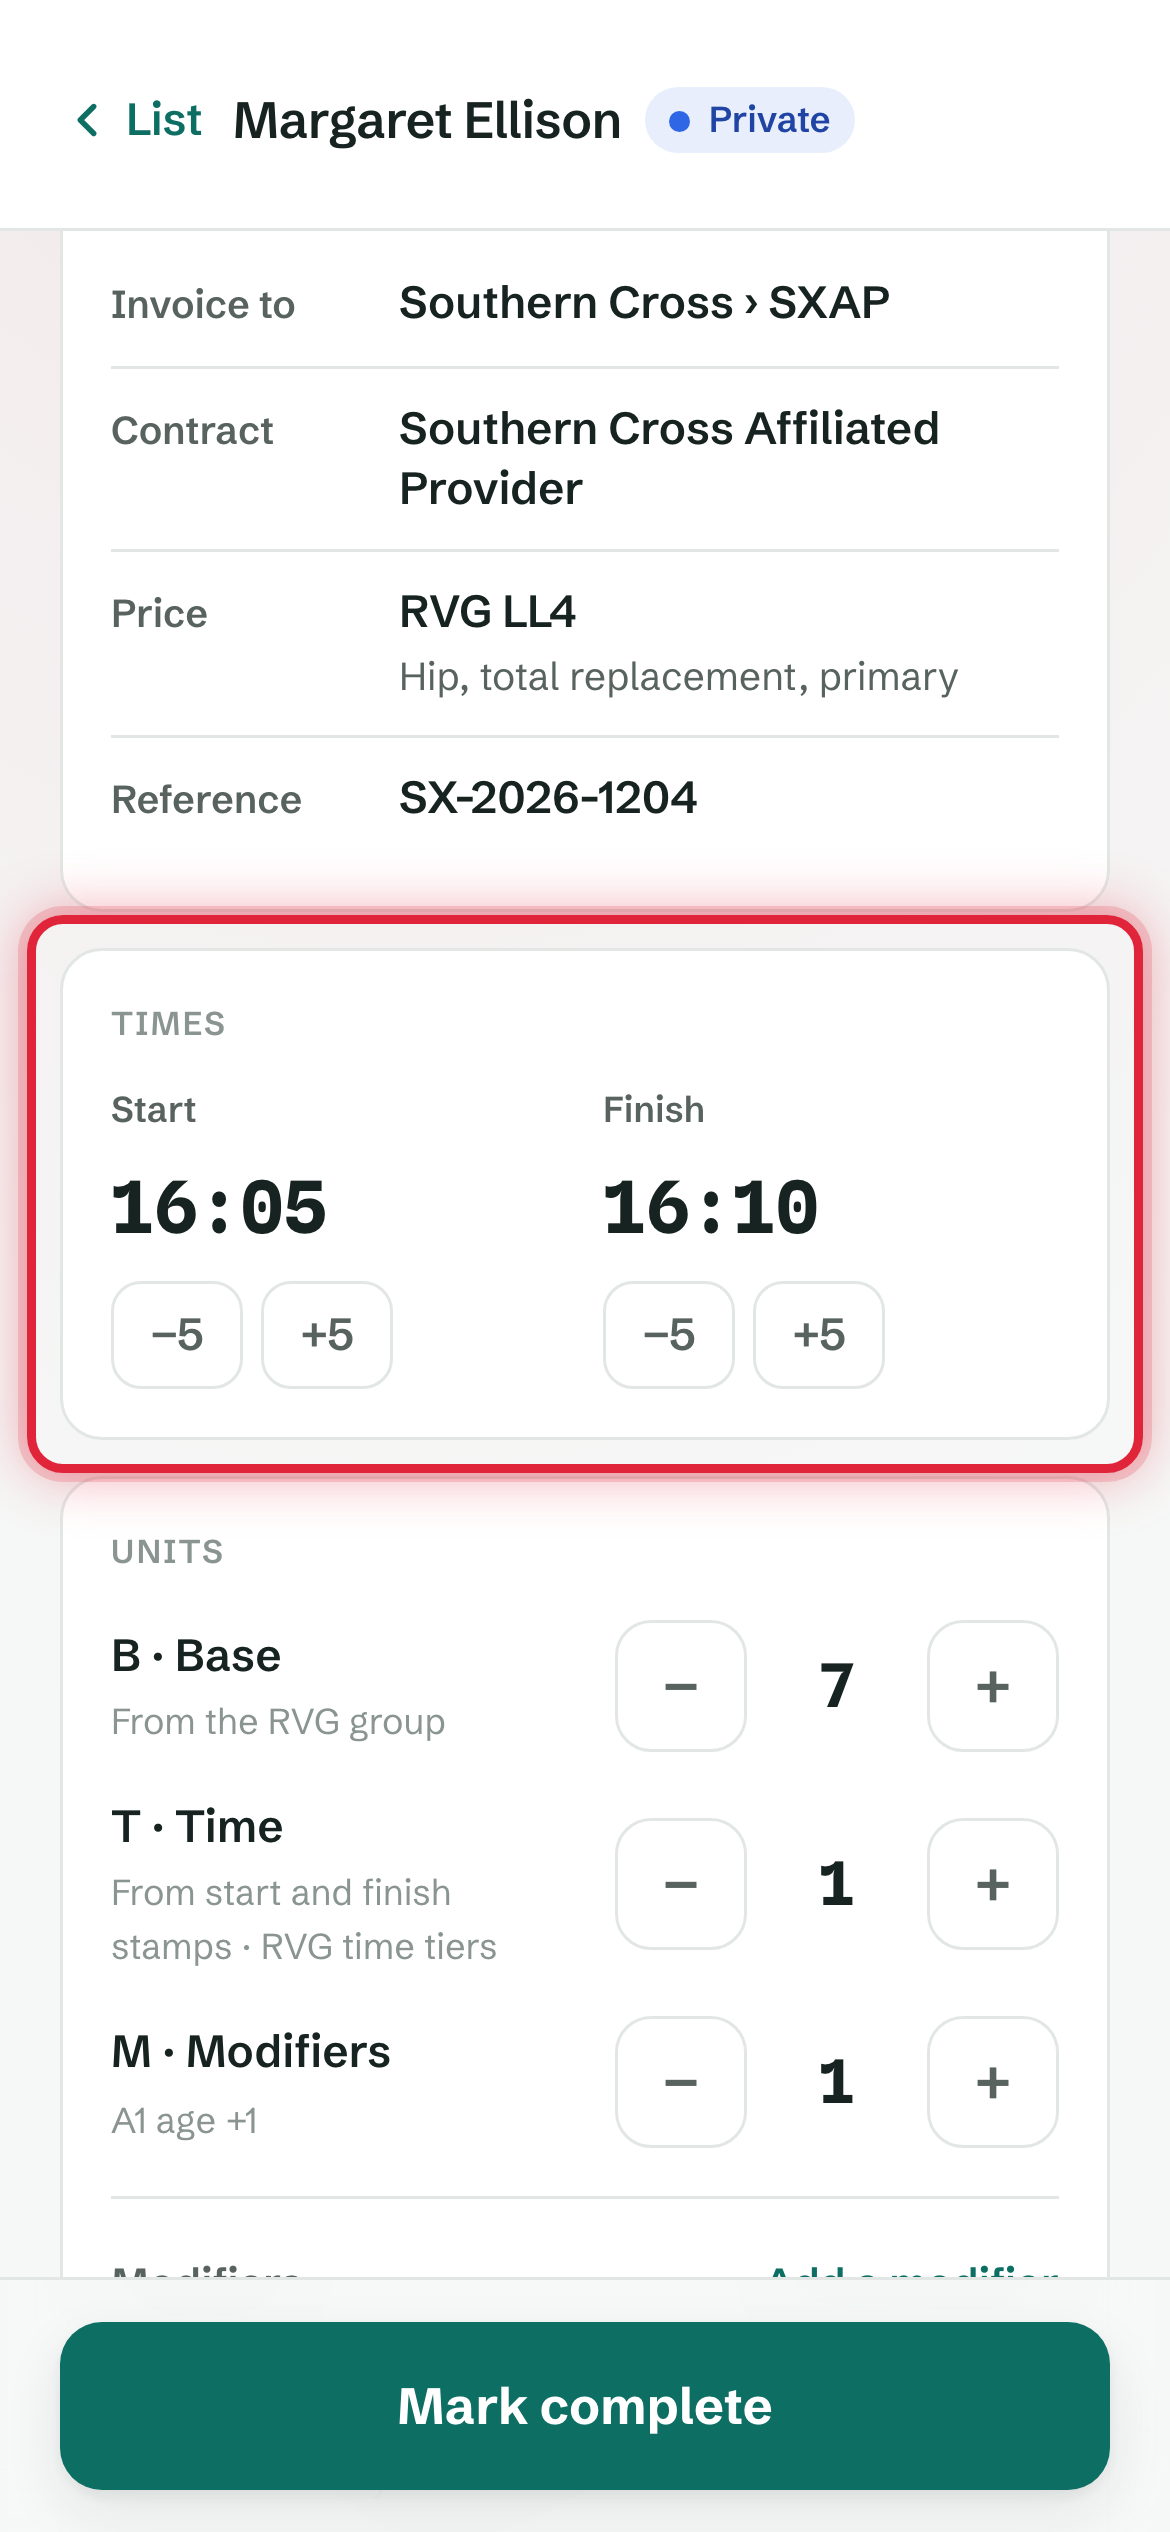 List Margaret Ellison Private
Invoice to Southern Cross › SXAP
Contract Southern Cross Affiliated
Provider
Price RVG LL4
Hip, total replacement, primary
Reference SX-2026-1204
TIMES
Start Finish
16:05 16:10
−5 +5 −5 +5
UNITS
B · Base
From the RVG group
− 7 +
T · Time
From start and finish
stamps · RVG time tiers
− 1 +
M · Modifiers
A1 age +1
− 1 +
Modifiers Add a modifier
Mark complete